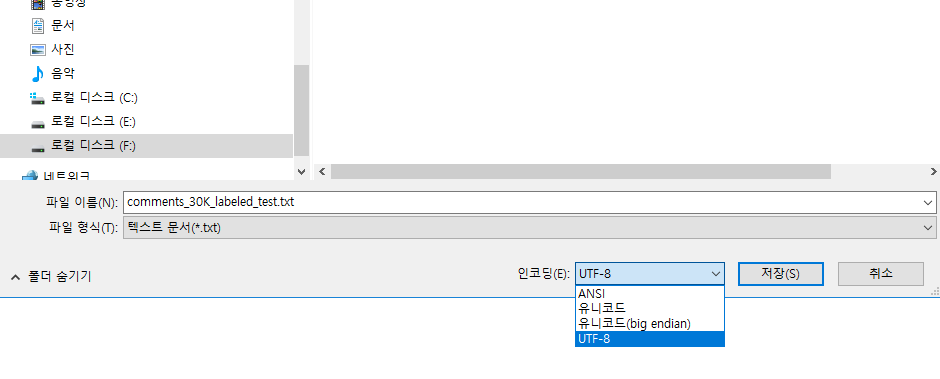 동영상
문서
사진
음악
로컬 디스크 (C:)
로컬 디스크 (E:)
로컬 디스크 (F:)
네트워크
파일 이름(N): comments_30K_labeled_test.txt
파일 형식(T): 텍스트 문서(*.txt)
폴더 숨기기 인코딩(E): UTF-8 저장(S) 취소
ANSI
유니코드
유니코드(big endian)
UTF-8